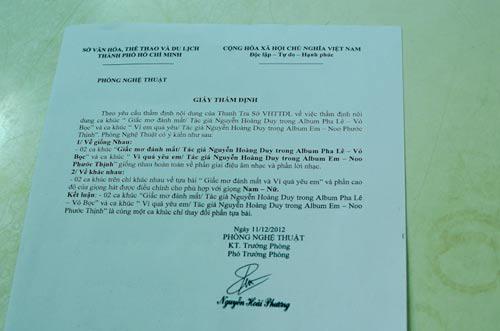 SỞ VĂN HÓA, THỂ THAO VÀ DU LỊCH
THÀNH PHỐ HỒ CHÍ MINH
CỘNG HÒA XÃ HỘI CHỦ NGHĨA VIỆT NAM
Độc lập – Tự do – Hạnh phúc
PHÒNG NGHỆ THUẬT
GIẤY THẨM ĐỊNH
Theo yêu cầu thẩm định nội dung của Thanh Tra Sở VHTTDL về việc thẩm định
nội dung ca khúc " Giấc mơ đánh mất/ Tác giả Nguyễn Hoàng Duy trong Album Pha Lê – Vỏ
Bọc" và ca khúc " Vì em quá yêu/ Tác giả Nguyễn Hoàng Duy trong Album Em – Noo Phước
Thịnh". Phòng Nghệ Thuật có ý kiến như sau:
1/ Về giống Nhau:
- 02 ca khúc "Giấc mơ đánh mất/ Tác giả Nguyễn Hoàng Duy trong Album Pha Lê – Vỏ
Bọc" và ca khúc " Vì quá yêu/ Tác giả Nguyễn Hoàng Duy trong Album Em – Noo
Phước Thịnh" giống nhau hoàn toàn về phần giai điệu âm nhạc và phần lời nhạc.
2/ Về khác nhau:
- 02 ca khúc trên chỉ khác nhau về tựa bài " Giấc mơ đánh mất và Vì quá yêu em" và phần cao
độ của giọng hát được điều chỉnh cho phù hợp với giọng Nam – Nữ.
Kết luận: - 02 ca khúc "Giấc mơ đánh mất/ Tác giả Nguyễn Hoàng Duy trong Album Pha Lê
– Vỏ Bọc" và ca khúc " Vì quá yêu/ Tác giả Nguyễn Hoàng Duy trong Album Em – Noo
Phước Thịnh" là cùng một ca khúc chỉ thay đổi phần tựa bài.
Ngày 11/12/2012
PHÒNG NGHỆ THUẬT
KT. Trưởng Phòng
Phó Trưởng Phòng
Nguyễn Hoài Phương